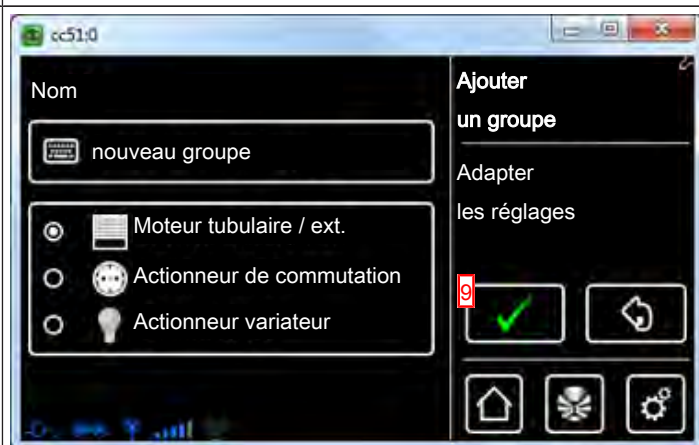 cc51:0
Nom
nouveau groupe
Moteur tubulaire / ext.
Actionneur de commutation
Actionneur variateur
Ajouter
un groupe
Adapter
les réglages
9